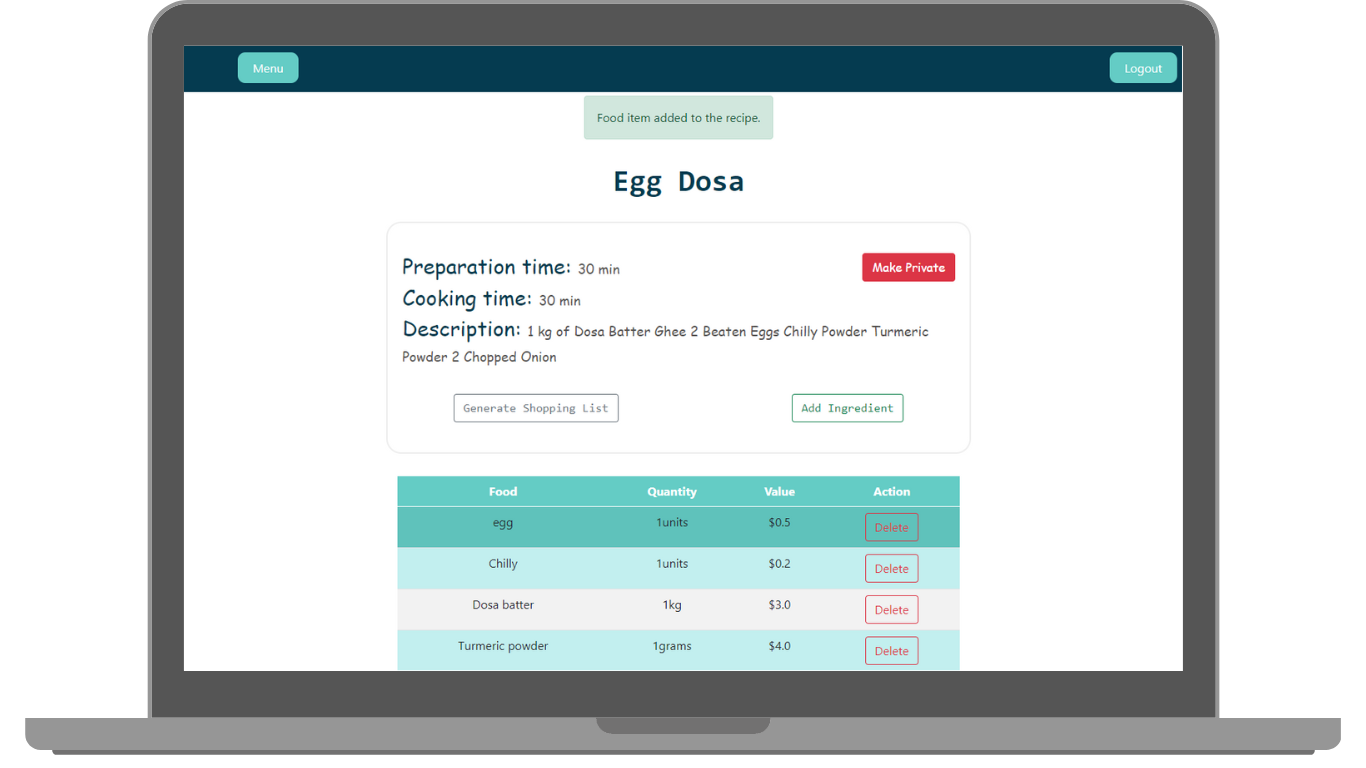 Menu Logout
Food item added to the recipe.
Egg Dosa
Preparation time: 30 min Make Private
Cooking time: 30 min
Description: 1 kg of Dosa Batter Ghee 2 Beaten Eggs Chilly Powder Turmeric
Powder 2 Chopped Onion
Generate Shopping List Add Ingredient
Food Quantity Value Action
egg 1units $0.5 Delete
Chilly 1units $0.2 Delete
Dosa batter 1kg $3.0 Delete
Turmeric powder 1grams $4.0 Delete